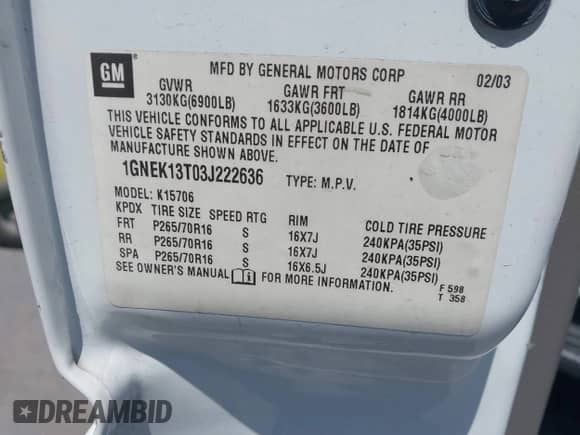 GM
MFD BY GENERAL MOTORS CORP 02/03
GVWR GAWR FRT GAWR RR
3130KG(6900LB) 1633KG(3600LB) 1814KG(4000LB)
THIS VEHICLE CONFORMS TO ALL APPLICABLE U.S. FEDERAL MOTOR
VEHICLE SAFETY STANDARDS IN EFFECT ON THE DATE OF
MANUFACTURE SHOWN ABOVE.
1GNEK13T03J222636 TYPE: M.P.V.
MODEL: K15706
KPDX TIRE SIZE SPEED RTG RIM COLD TIRE PRESSURE
FRT P265/70R16 S 16X7J 240KPA(35PSI)
RR P265/70R16 S 16X7J 240KPA(35PSI)
SPA P265/70R16 S 16X6.5J 240KPA(35PSI)
SEE OWNER'S MANUAL FOR MORE INFORMATION. F 598
T 358
DREAMBID